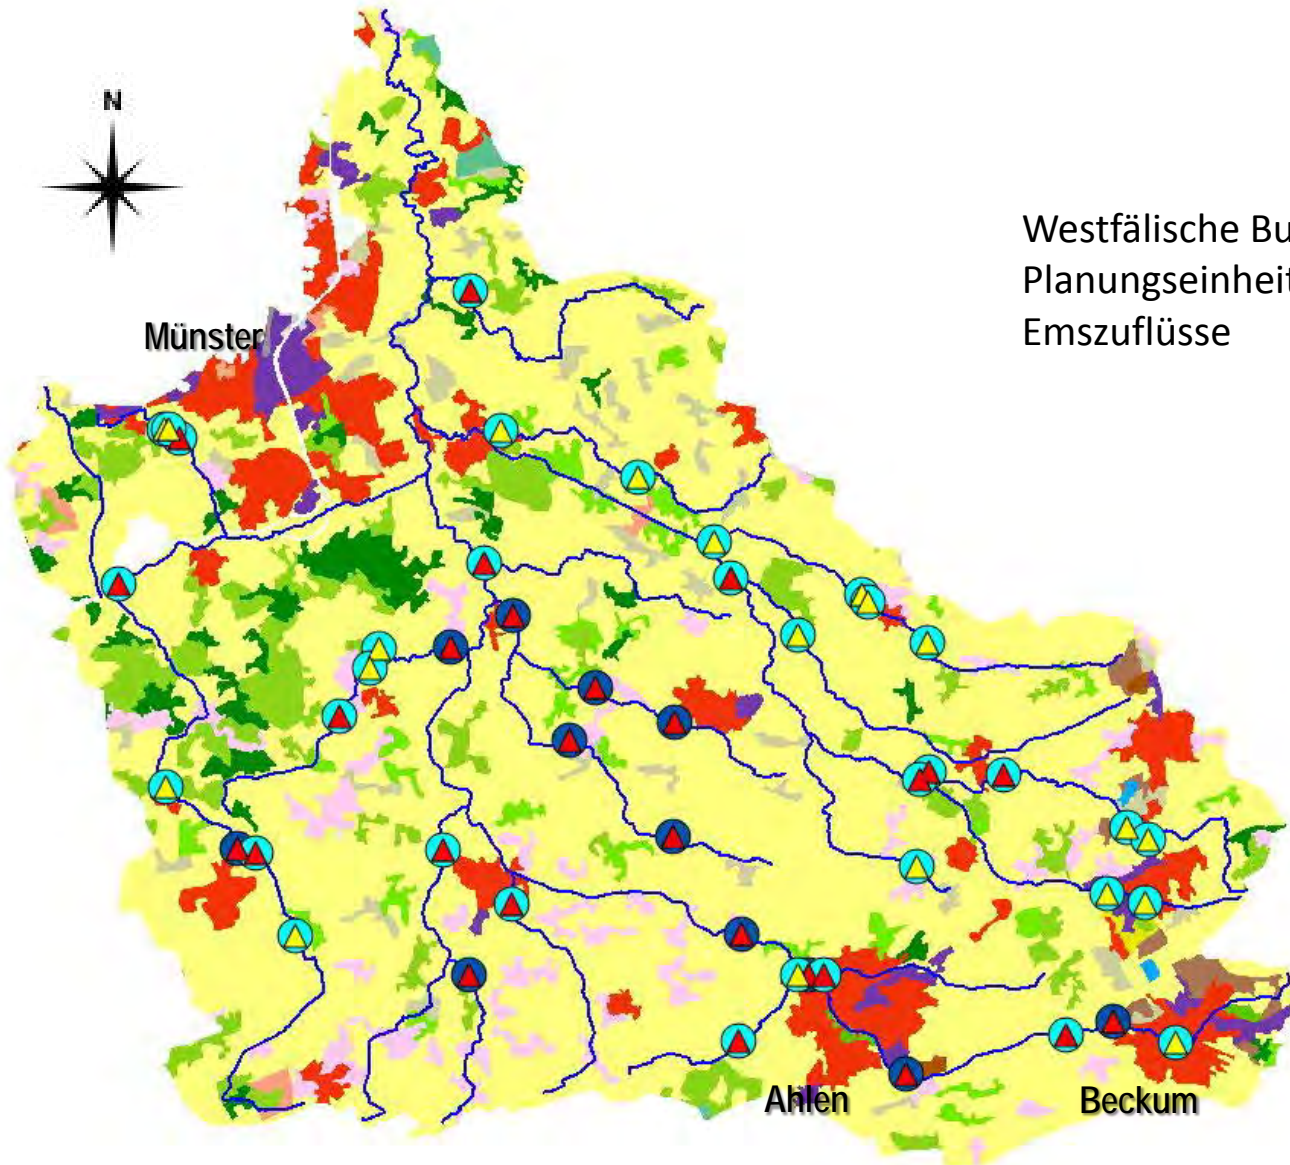 N
Westfälische Bu
Planungseinheit
Emszuflüsse
Münster
Ahlen
Beckum